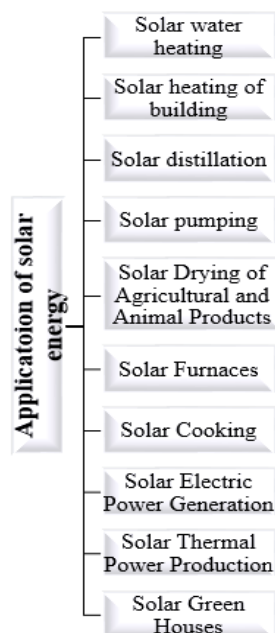 Applicatoion of solar
energy
Solar water
heating
Solar heating of
building
Solar distillation
Solar pumping
Solar Drying of
Agricultural and
Animal Products
Solar Furnaces
Solar Cooking
Solar Electric
Power Generation
Solar Thermal
Power Production
Solar Green
Houses